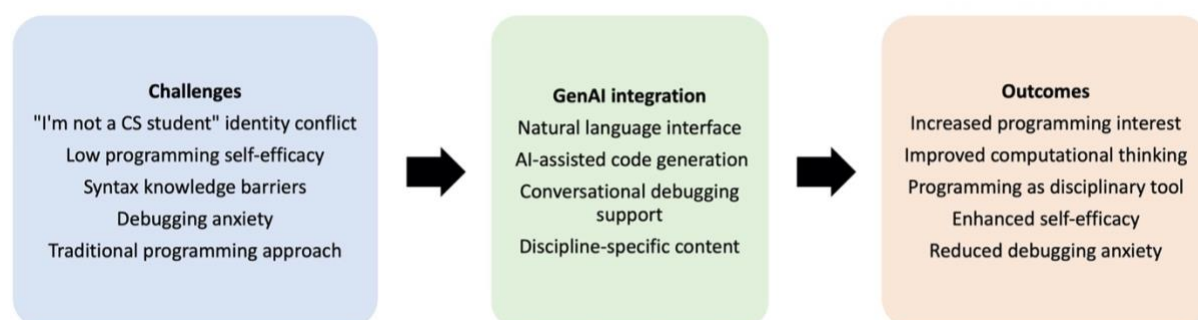 Challenges
"I'm not a CS student" identity conflict
Low programming self-efficacy
Syntax knowledge barriers
Debugging anxiety
Traditional programming approach
GenAI integration
Natural language interface
AI-assisted code generation
Conversational debugging
support
Discipline-specific content
Outcomes
Increased programming interest
Improved computational thinking
Programming as disciplinary tool
Enhanced self-efficacy
Reduced debugging anxiety